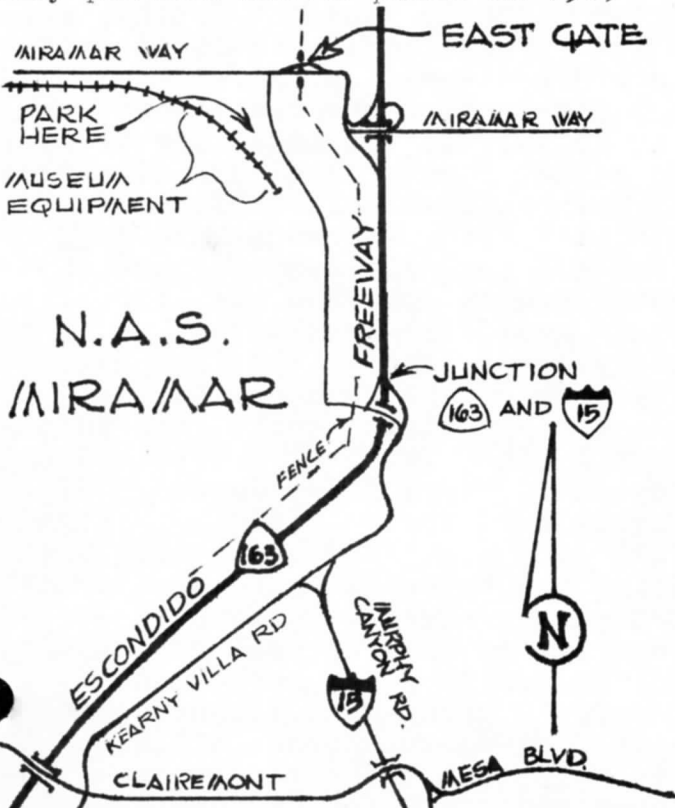 MIRAMAR WAY
EAST GATE
PARK
HERE
MIRAMAR WAY
MUSEUM
EQUIPMENT
FREEWAY
N.A.S.
MIRAMAR
JUNCTION
163 AND 15
FENCE
163
ESCONDIDO
KEARNY VILLA RD
MURPHY
CANYON RD.
15
N
CLAIREMONT
MESA BLVD.